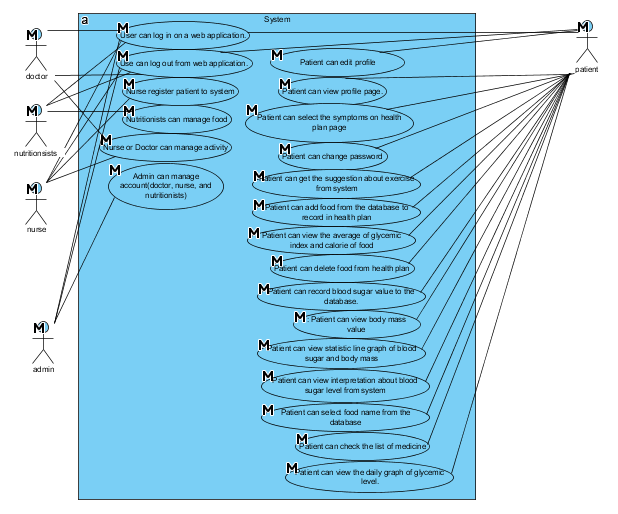 a
System
User can log in on a web application.
Use can log out from web application.
Nurse register patient to system
Nutritionists can manage food
Nurse or Doctor can manage adivity
Admin can manage
account(doctor, nurse, and
nutritionists)
Patient can edit profile
Patient can view profile page.
Patient can select the symptoms on health
plan page
Patient can change password
Patient can get the suggestion about exercise
from system
Patient can add food from the database to
record in health plan
Patient can view the average of glycemic
index and calorie of food
Patient can delete food from health plan
Patient can record blood sugar value to the
database.
: Patient can view body mass
value
Patient can view statistic line graph of blood
sugar and body mass
Patient can view interpretation about blood
sugar level from system
Patient can select food name from the
database
Patient can check the list of medicine
Patient can view the daily graph of glycemic
level.
M
doctor
M
nutritionsists
M
nurse
M
admin
M
patient